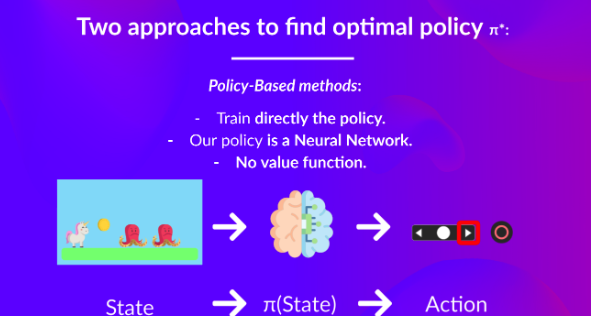 Two approaches to find optimal policy π*:
Policy-Based methods:
- Train directly the policy.
- Our policy is a Neural Network.
- No value function.
State → π(State) → Action